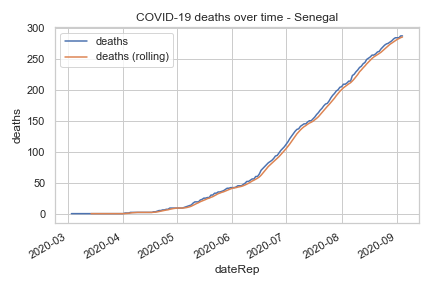 COVID-19 deaths over time - Senegal
deaths
deaths (rolling)
300
250
200
150
100
50
0
deaths
2020-03
2020-04
2020-05
2020-06
2020-07
2020-08
2020-09
dateRep